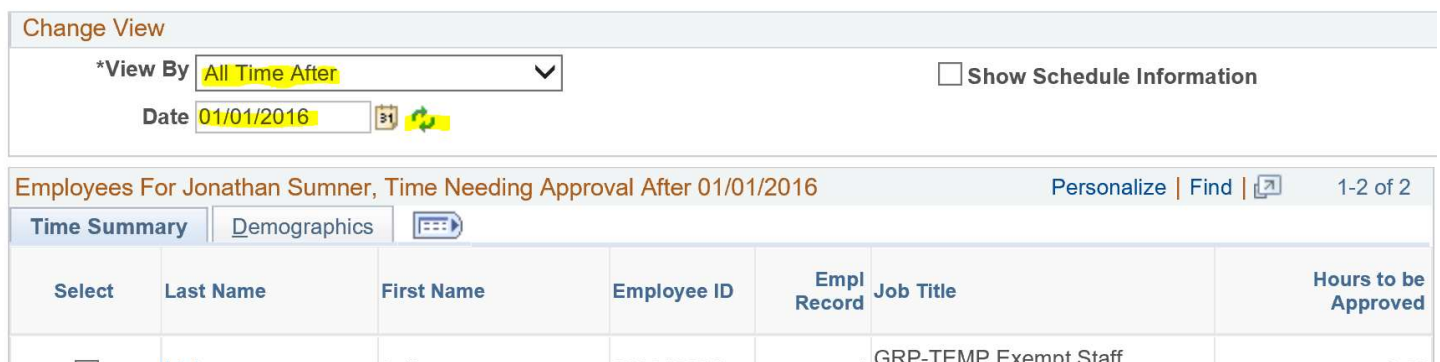 Change View
*View By All Time After Show Schedule Information
Date 01/01/2016 31
Employees For Jonathan Sumner, Time Needing Approval After 01/01/2016 Personalize | Find | 1-2 of 2
Time Summary Demographics
Select Last Name First Name Employee ID Empl Record Job Title Hours to be Approved
GRP-TEMP Exempt Staff